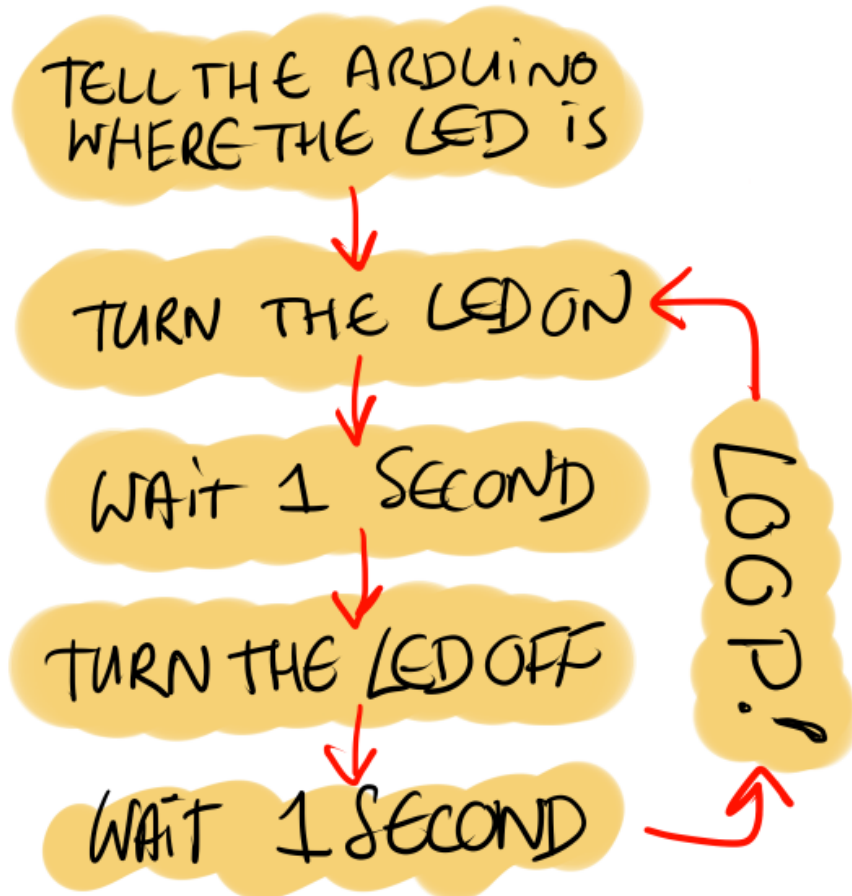 TELL THE ARDUiNO
WHERE THE LED iS
TURN THE LED ON
WAiT 1 SECOND
TURN THE LED OFF
WAiT 1 SECOND
LOOP!